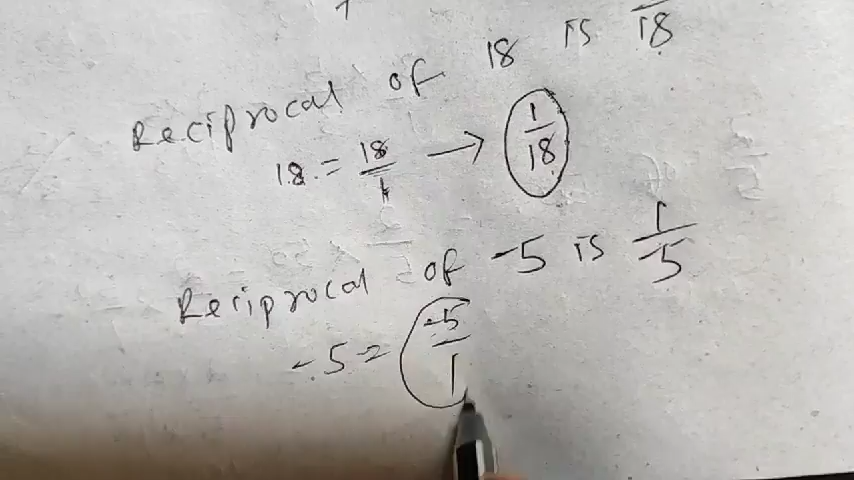 Reciprocal of 18 is 1/18
18 = 18/1 → 1/18
Reciprocal of -5 is 1/-5
-5 = -5/1